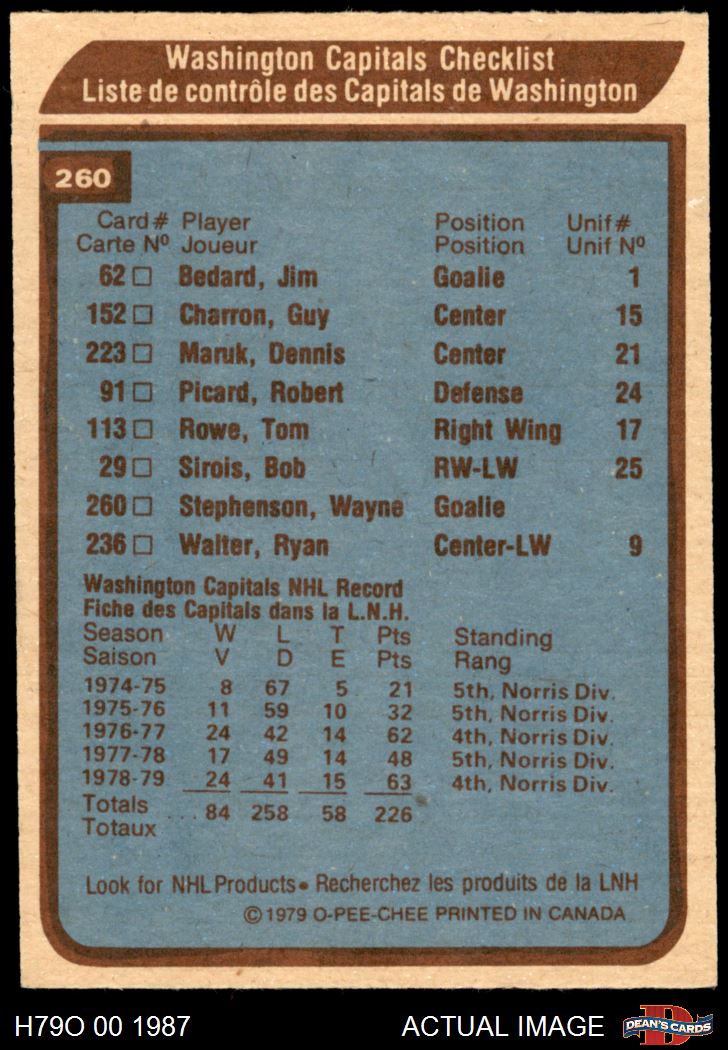 Washington Capitals Checklist
Liste de contrôle des Capitals de Washington
260
Card # Player Position Unif #
Carte Nº Joueur Position Unif Nº
62 □ Bedard, Jim Goalie 1
152 □ Charron, Guy Center 15
223 □ Maruk, Dennis Center 21
91 □ Picard, Robert Defense 24
113 □ Rowe, Tom Right Wing 17
29 □ Sirois, Bob RW-LW 25
260 □ Stephenson, Wayne Goalie
236 □ Walter, Ryan Center-LW 9
Washington Capitals NHL Record
Fiche des Capitals dans la L.N.H.
Season W L T Pts Standing
Saison V D E Pts Rang
1974-75 8 67 5 21 5th, Norris Div.
1975-76 11 59 10 32 5th, Norris Div.
1976-77 24 42 14 62 4th, Norris Div.
1977-78 17 49 14 48 5th, Norris Div.
1978-79 24 41 15 63 4th, Norris Div.
Totals ... 84 258 58 226
Totaux
Look for NHL Products • Recherchez les produits de la LNH
© 1979 O-PEE-CHEE PRINTED IN CANADA
H79O 00 1987 ACTUAL IMAGE D DEAN'S CARDS